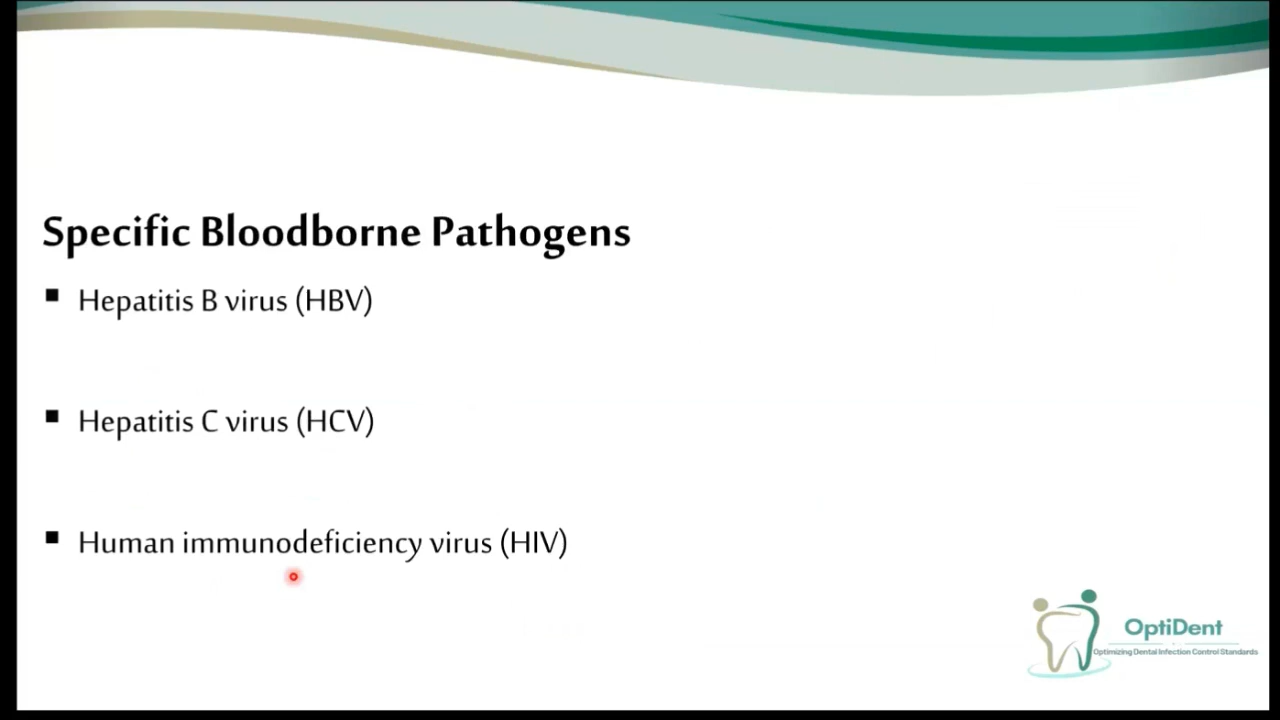 Specific Bloodborne Pathogens
▪ Hepatitis B virus (HBV)
▪ Hepatitis C virus (HCV)
▪ Human immunodeficiency virus (HIV)
OptiDent
Optimizing Dental Infection Control Standards